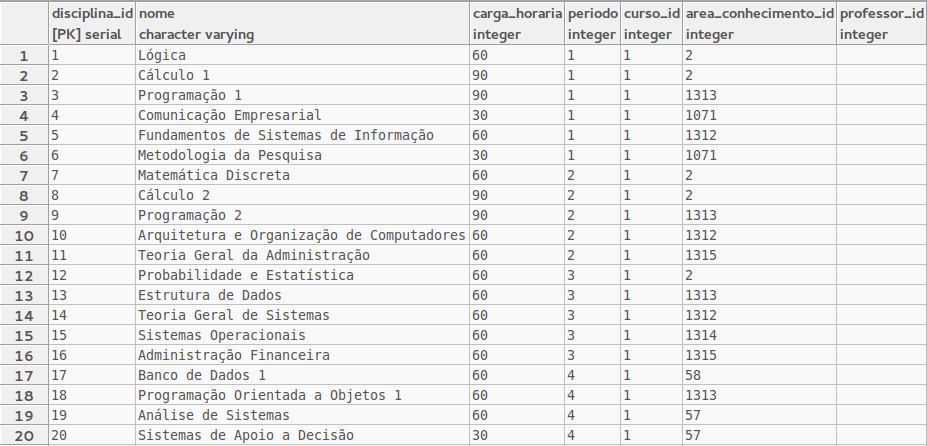 disciplina_id nome carga_horaria periodo curso_id area_conhecimento_id professor_id
[PK] serial character varying integer integer integer integer integer
1 1 Lógica 60 1 1 2
2 2 Cálculo 1 90 1 1 2
3 3 Programação 1 90 1 1 1313
4 4 Comunicação Empresarial 30 1 1 1071
5 5 Fundamentos de Sistemas de Informação 60 1 1 1312
6 6 Metodologia da Pesquisa 30 1 1 1071
7 7 Matemática Discreta 60 2 1 2
8 8 Cálculo 2 90 2 1 2
9 9 Programação 2 90 2 1 1313
10 10 Arquitetura e Organização de Computadores 60 2 1 1312
11 11 Teoria Geral da Administração 60 2 1 1315
12 12 Probabilidade e Estatística 60 3 1 2
13 13 Estrutura de Dados 60 3 1 1313
14 14 Teoria Geral de Sistemas 60 3 1 1312
15 15 Sistemas Operacionais 60 3 1 1314
16 16 Administração Financeira 60 3 1 1315
17 17 Banco de Dados 1 60 4 1 58
18 18 Programação Orientada a Objetos 1 60 4 1 1313
19 19 Análise de Sistemas 60 4 1 57
20 20 Sistemas de Apoio a Decisão 30 4 1 57